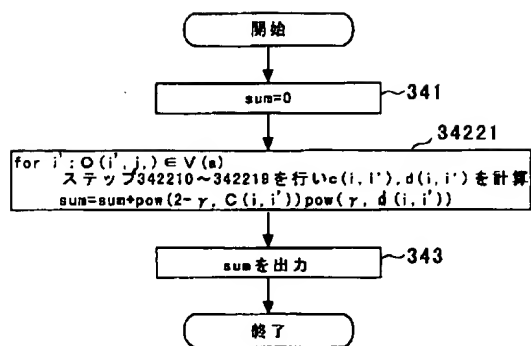 開始
sum=0
341
34221
for i':O(i',j,)∈V(a)
ステップ342210~342219を行いc(i,i'),d(i,i')を計算
sum=sum+pow(2-γ,C(i,i'))pow(γ,d(i,i'))
sumを出力
343
終了